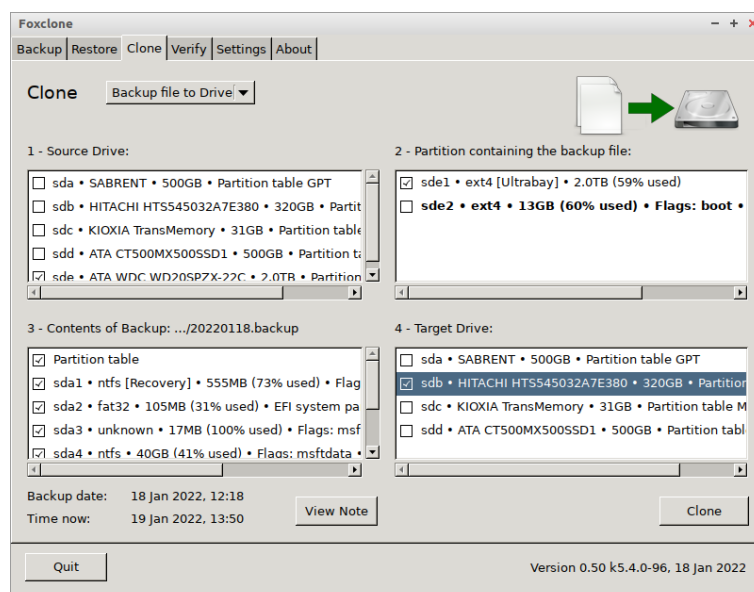 Foxclone
Backup Restore Clone Verify Settings About
Clone Backup file to Drive
1 - Source Drive:
sda • SABRENT • 500GB • Partition table GPT
sdb • HITACHI HTS545032A7E380 • 320GB • Partit
sdc • KIOXIA TransMemory • 31GB • Partition table
sdd • ATA CT500MX500SSD1 • 500GB • Partition ta
sde • ATA WDC WD20SPZX-22C • 2.0TB • Partition
2 - Partition containing the backup file:
sde1 • ext4 [Ultrabay] • 2.0TB (59% used)
sde2 • ext4 • 13GB (60% used) • Flags: boot •
3 - Contents of Backup: .../20220118.backup
Partition table
sda1 • ntfs [Recovery] • 555MB (73% used) • Flag
sda2 • fat32 • 105MB (31% used) • EFI system pa
sda3 • unknown • 17MB (100% used) • Flags: msf
sda4 • ntfs • 40GB (41% used) • Flags: msftdata •
4 - Target Drive:
sda • SABRENT • 500GB • Partition table GPT
sdb • HITACHI HTS545032A7E380 • 320GB • Partition
sdc • KIOXIA TransMemory • 31GB • Partition table M
sdd • ATA CT500MX500SSD1 • 500GB • Partition tabl
Backup date: 18 Jan 2022, 12:18
Time now: 19 Jan 2022, 13:50
View Note
Clone
Quit
Version 0.50 k5.4.0-96, 18 Jan 2022